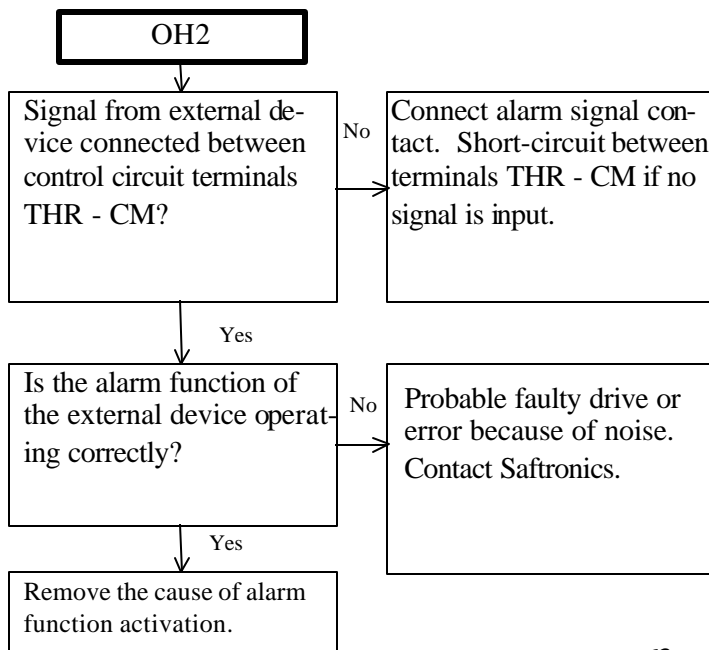 OH2
Signal from external de-
vice connected between
control circuit terminals
THR - CM?
No
Connect alarm signal con-
tact. Short-circuit between
terminals THR - CM if no
signal is input.
Yes
Is the alarm function of
the external device operat-
ing correctly?
No
Probable faulty drive or
error because of noise.
Contact Saftronics.
Yes
Remove the cause of alarm
function activation.